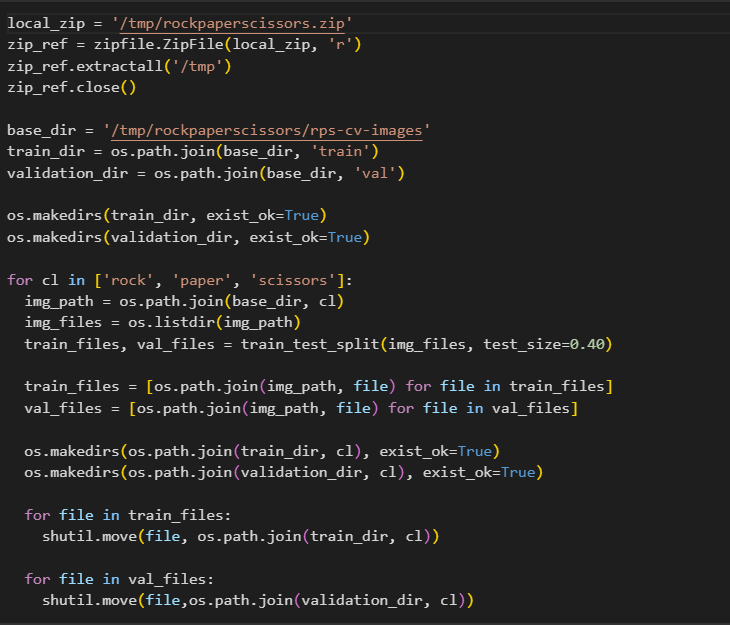 local_zip = '/tmp/rockpaperscissors.zip'
zip_ref = zipfile.ZipFile(local_zip, 'r')
zip_ref.extractall('/tmp')
zip_ref.close()

base_dir = '/tmp/rockpaperscissors/rps-cv-images'
train_dir = os.path.join(base_dir, 'train')
validation_dir = os.path.join(base_dir, 'val')

os.makedirs(train_dir, exist_ok=True)
os.makedirs(validation_dir, exist_ok=True)

for cl in ['rock', 'paper', 'scissors']:
  img_path = os.path.join(base_dir, cl)
  img_files = os.listdir(img_path)
  train_files, val_files = train_test_split(img_files, test_size=0.40)

  train_files = [os.path.join(img_path, file) for file in train_files]
  val_files = [os.path.join(img_path, file) for file in val_files]

  os.makedirs(os.path.join(train_dir, cl), exist_ok=True)
  os.makedirs(os.path.join(validation_dir, cl), exist_ok=True)

  for file in train_files:
    shutil.move(file, os.path.join(train_dir, cl))

  for file in val_files:
    shutil.move(file,os.path.join(validation_dir, cl))